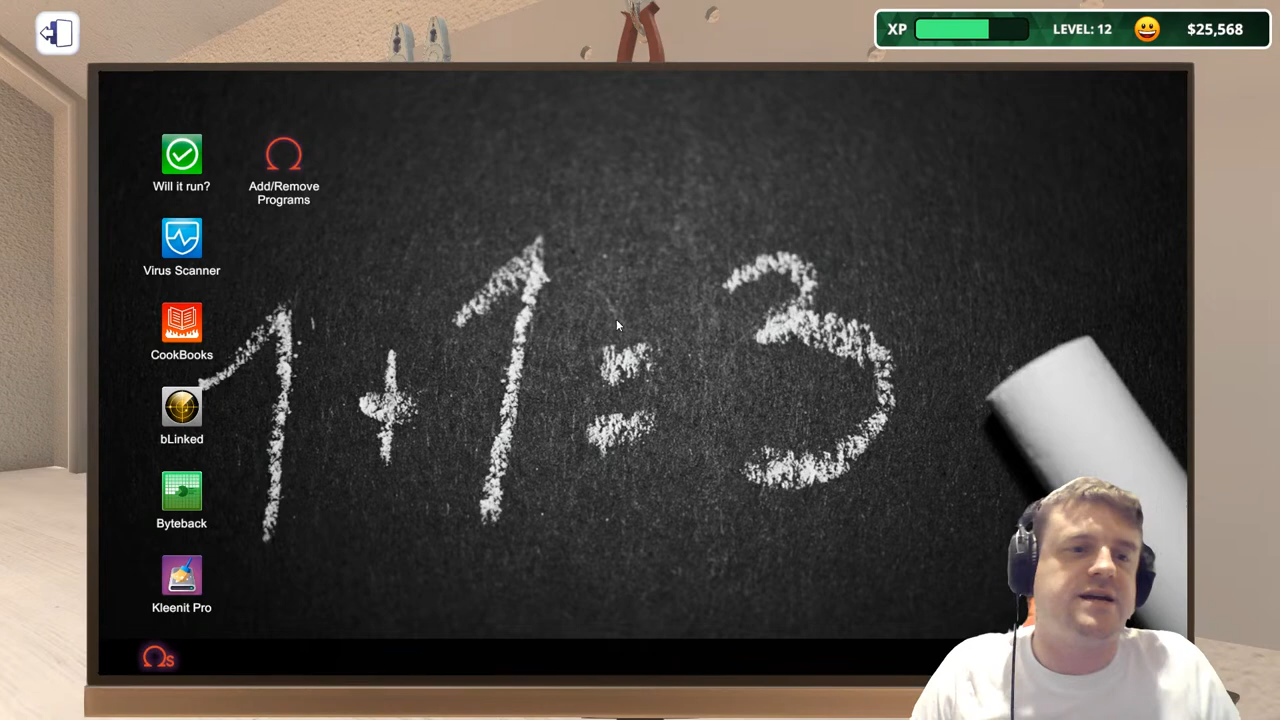 XP
LEVEL: 12
$25,568
Will it run?
Add/Remove
Programs
Virus Scanner
CookBooks
bLinked
Byteback
Kleenit Pro
1+1=3
Ωs